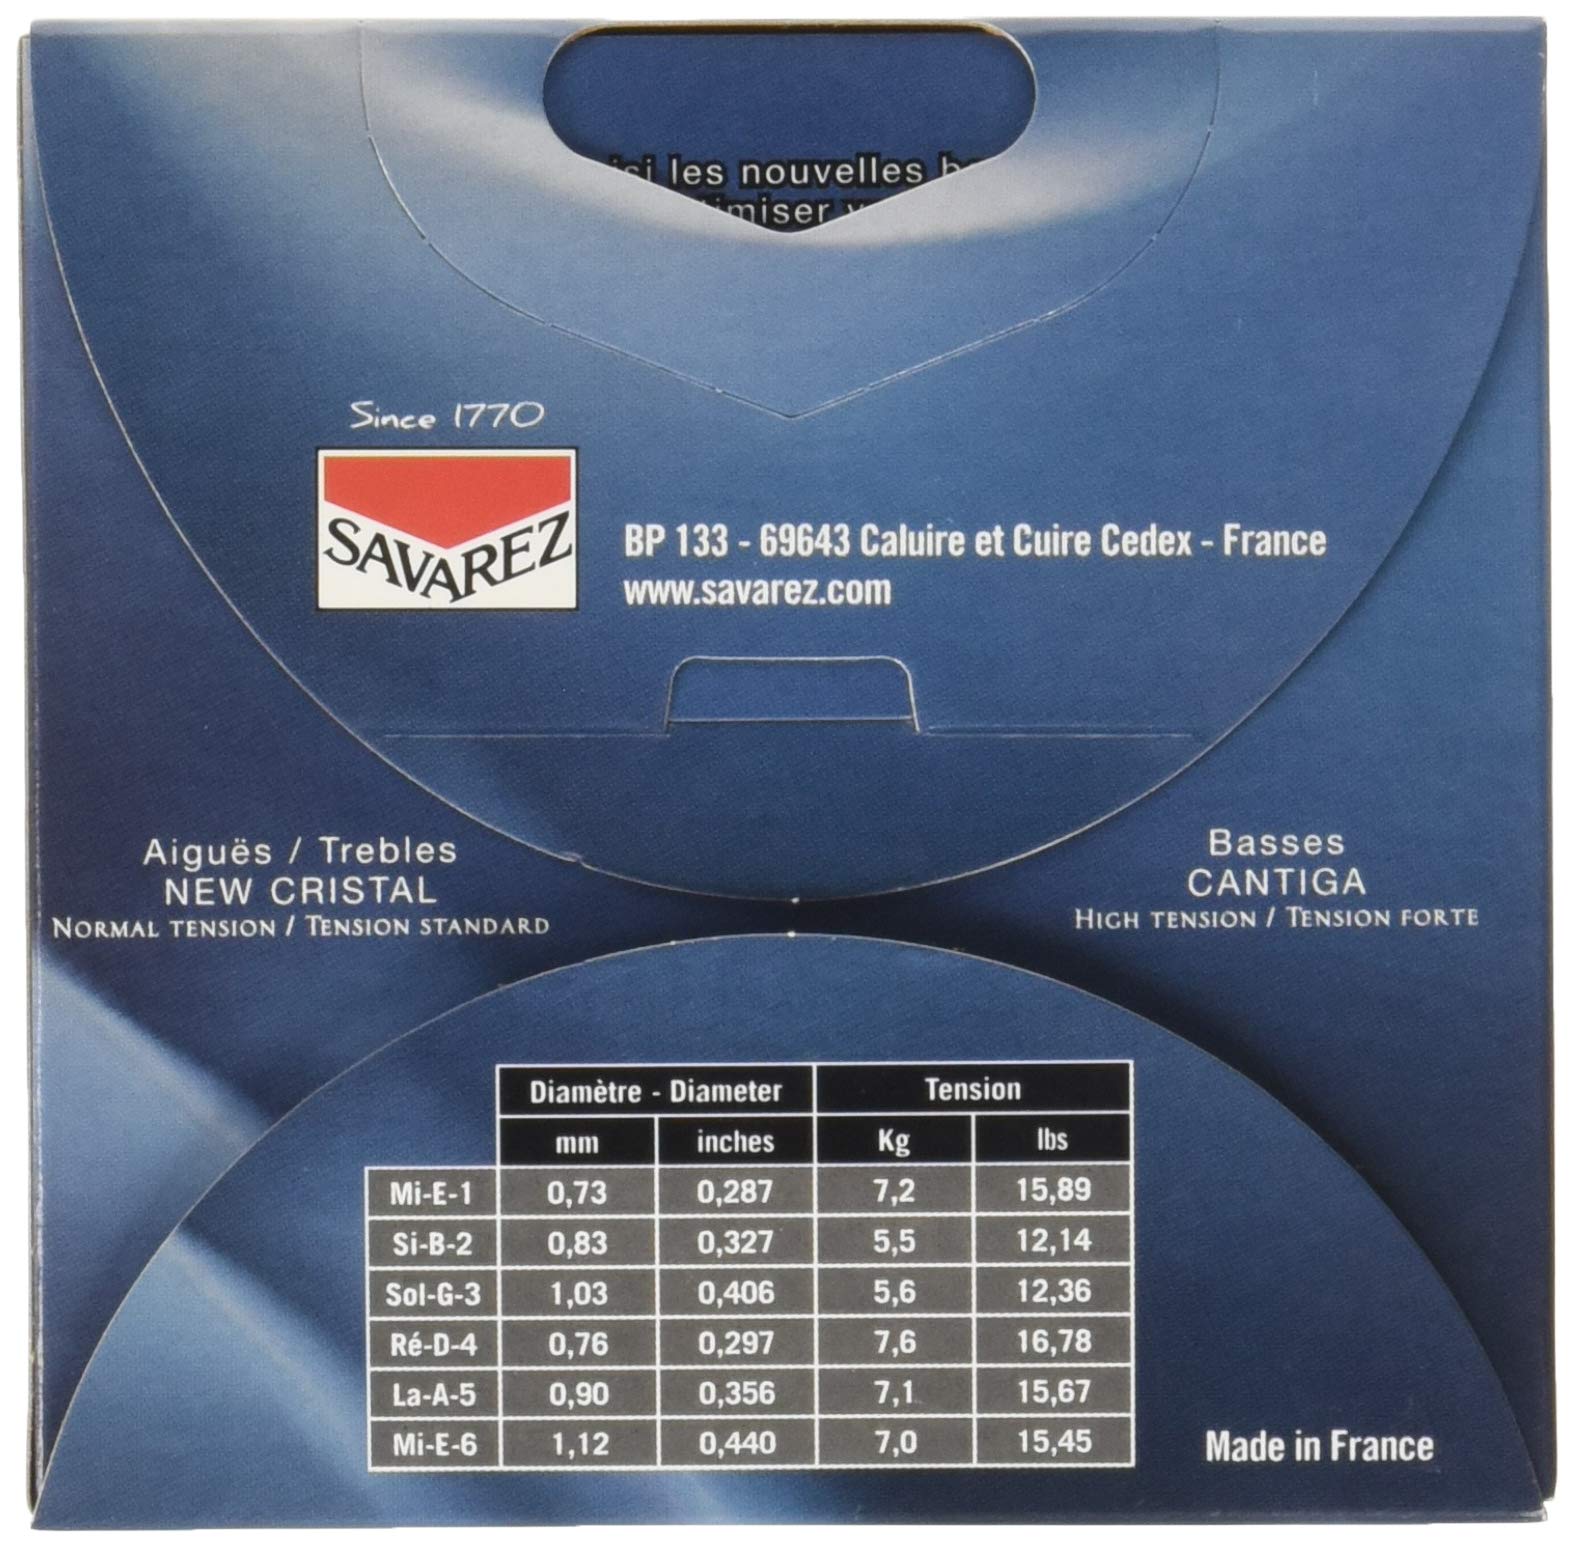 les nouvelles
Since 1770
SAVAREZ
BP 133 - 69643 Caluire et Cuire Cedex - France
www.savarez.com
Aiguës / Trebles
NEW CRISTAL
NORMAL TENSION / TENSION STANDARD
Basses
CANTIGA
HIGH TENSION / TENSION FORTE
Diamètre - Diameter Tension
mm inches Kg lbs
Mi-E-1 0,73 0,287 7,2 15,89
Si-B-2 0,83 0,327 5,5 12,14
Sol-G-3 1,03 0,406 5,6 12,36
Ré-D-4 0,76 0,297 7,6 16,78
La-A-5 0,90 0,356 7,1 15,67
Mi-E-6 1,12 0,440 7,0 15,45
Made in France